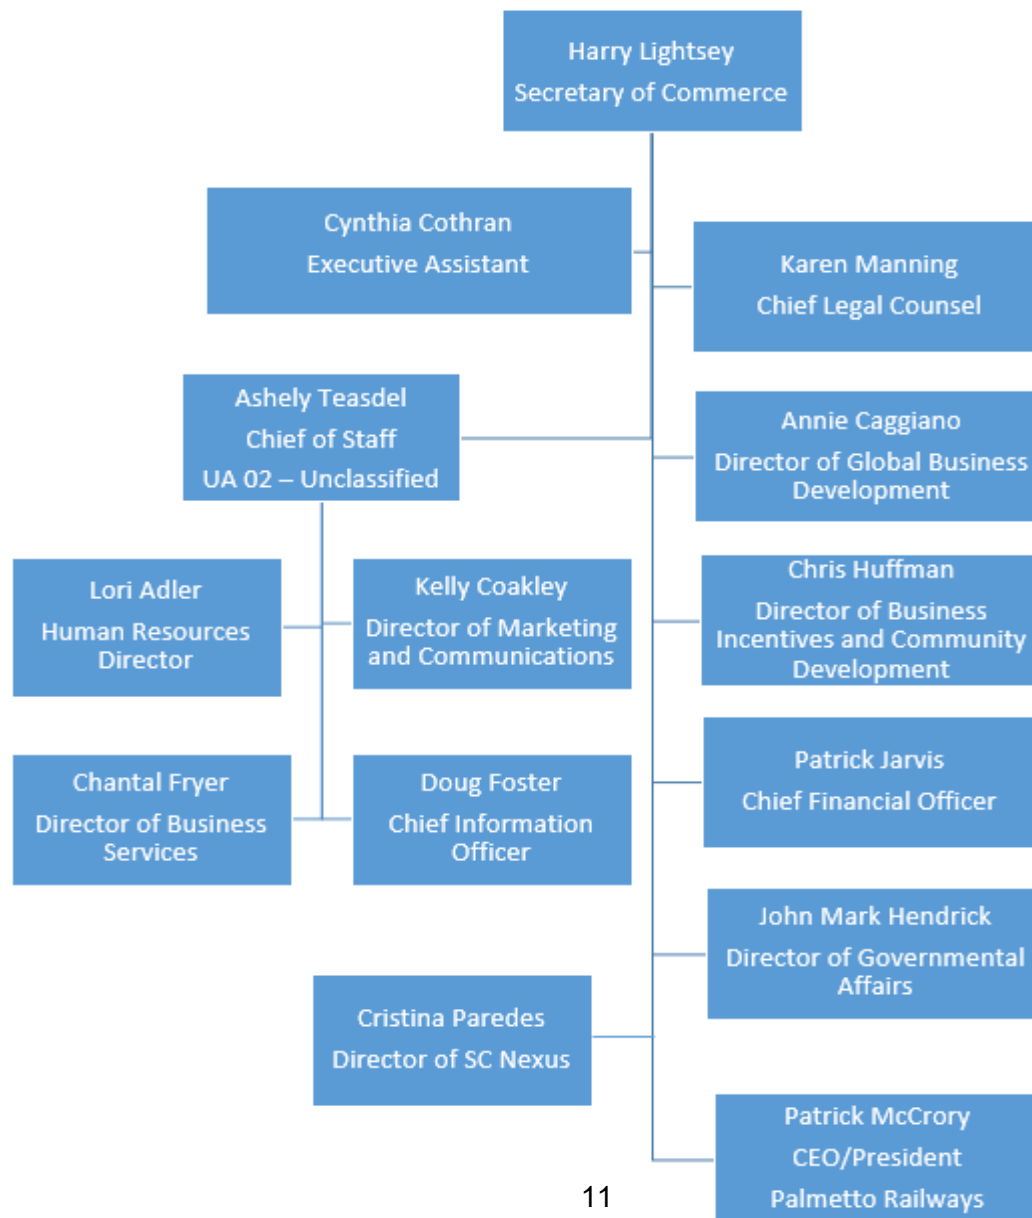 Harry Lightsey
Secretary of Commerce
Cynthia Cothran
Executive Assistant
Karen Manning
Chief Legal Counsel
Ashely Teasdel
Chief of Staff
UA 02 – Unclassified
Annie Caggiano
Director of Global Business
Development
Lori Adler
Human Resources
Director
Kelly Coakley
Director of Marketing
and Communications
Chris Huffman
Director of Business
Incentives and Community
Development
Chantal Fryer
Director of Business
Services
Doug Foster
Chief Information
Officer
Patrick Jarvis
Chief Financial Officer
John Mark Hendrick
Director of Governmental
Affairs
Cristina Paredes
Director of SC Nexus
Patrick McCrory
CEO/President
Palmetto Railways
11